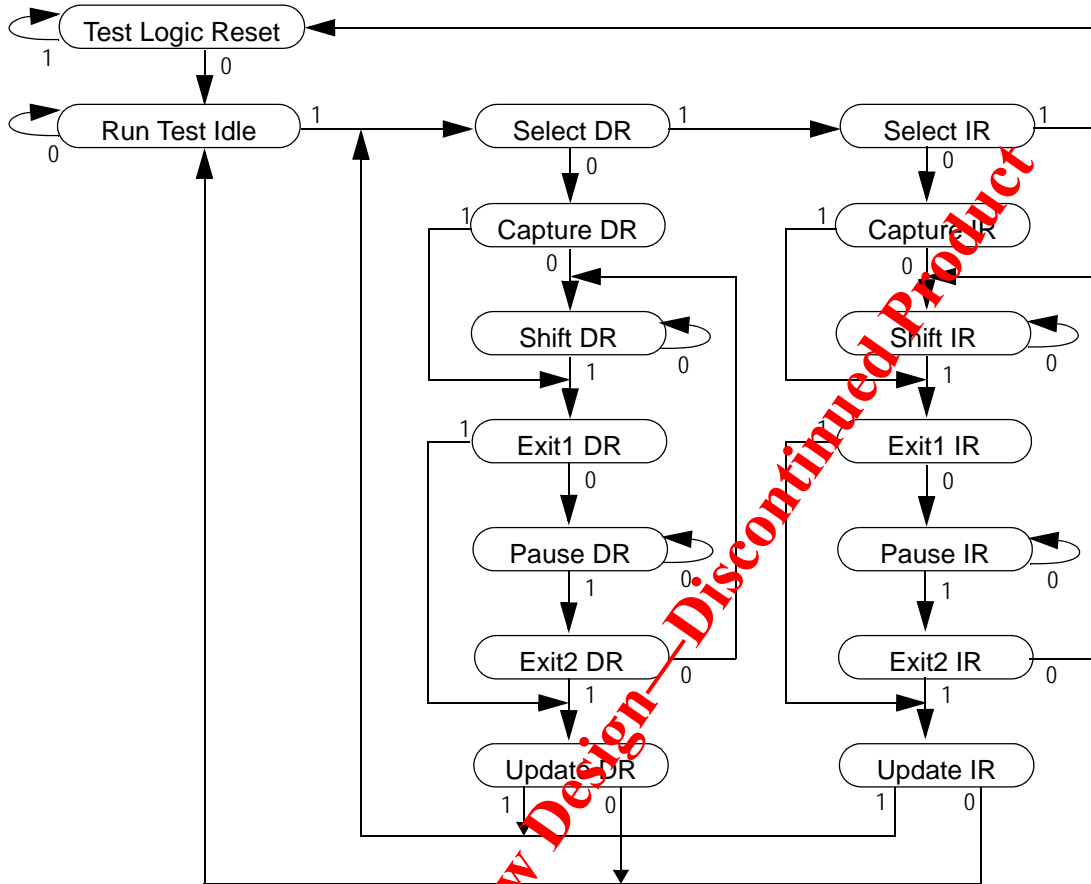 Test Logic Reset
1
0
Run Test Idle
1
0
Select DR
1
0
Select IR
1
0
Capture DR
1
0
Capture IR
1
0
Shift DR
0
1
Shift IR
0
1
Exit1 DR
1
0
Exit1 IR
1
0
Pause DR
0
1
Pause IR
0
1
Exit2 DR
0
1
Exit2 IR
0
1
Update DR
1
0
Update IR
1
0
Design—Discontinued Product